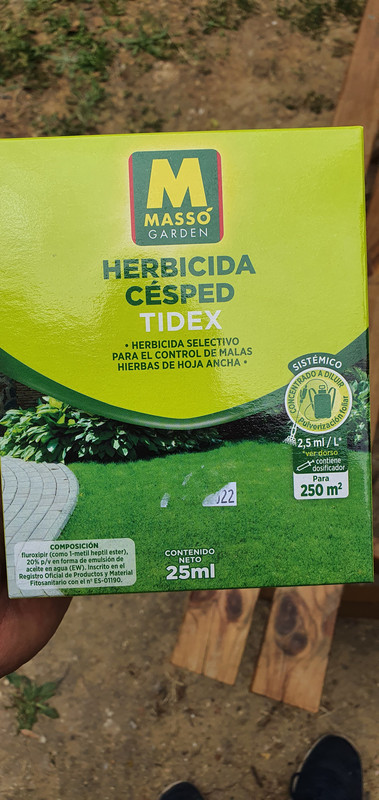 M
MASSÓ
GARDEN
HERBICIDA
CÉSPED
TIDEX
• HERBICIDA SELECTIVO
PARA EL CONTROL DE MALAS
HIERBAS DE HOJA ANCHA •
SISTÉMICO
CONCENTRADO A DILUIR
Pulverización foliar
2,5 ml / L*
*ver dorso
contiene
dosificador
Para
250 m²
22
COMPOSICIÓN
fluroxipir (como 1-metil heptil ester),
20% p/v en forma de emulsión de
aceite en agua (EW). Inscrito en el
Registro Oficial de Productos y Material
Fitosanitario con el nº ES-01190.
CONTENIDO
NETO
25ml